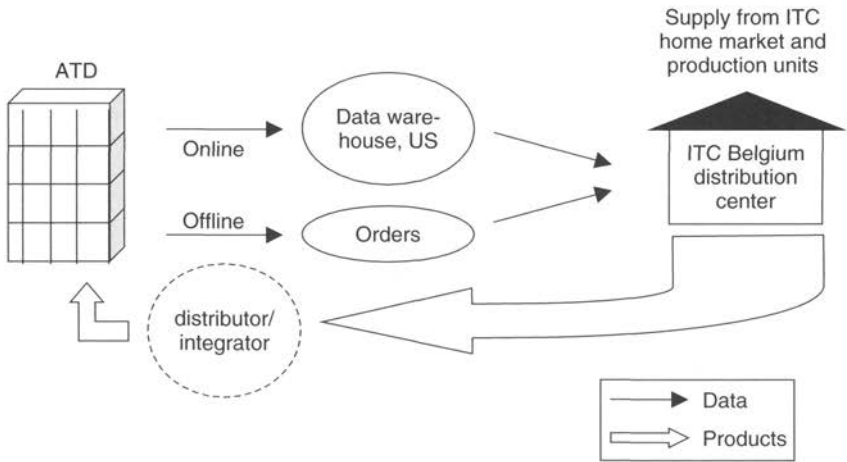 Supply from ITC
home market and
production units
ATD
Data ware-
house, US
Online
ITC Belgium
distribution
center
Offline
Orders
distributor/
integrator
Data
Products